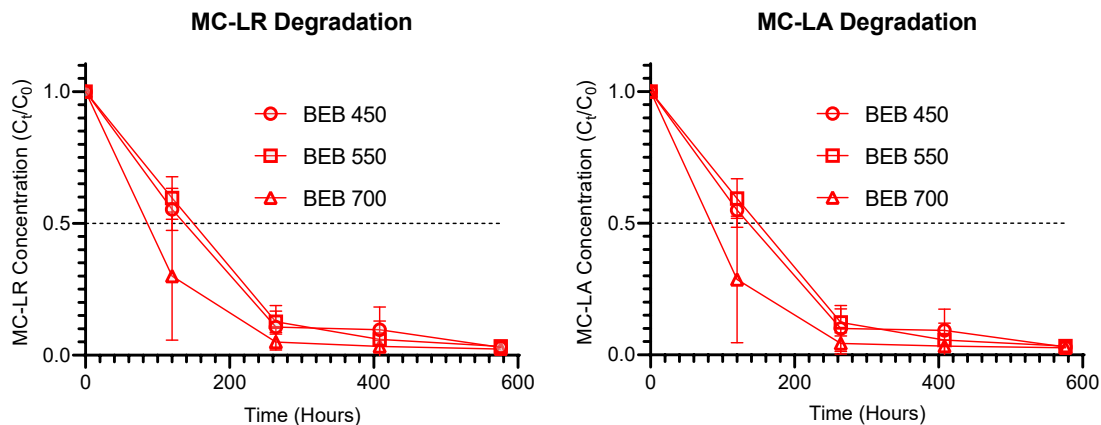 MC-LR Degradation
MC-LR Concentration (Cₜ/C₀)
1.0
0.5
0.0
BEB 450
BEB 550
BEB 700
0
200
400
600
Time (Hours)
MC-LA Degradation
MC-LA Concentration (Cₜ/C₀)
1.0
0.5
0.0
BEB 450
BEB 550
BEB 700
0
200
400
600
Time (Hours)